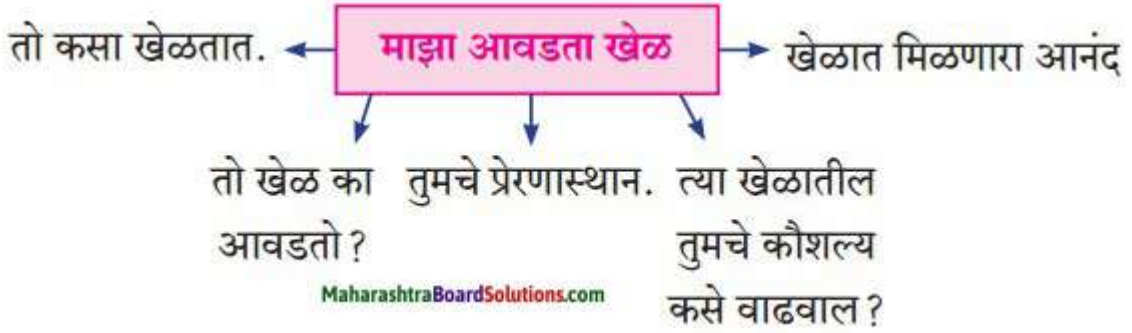 तो कसा खेळतात. माझा आवडता खेळ खेळात मिळणारा आनंद
तो खेळ का तुमचे प्रेरणास्थान. त्या खेळातील
आवडतो? तुमचे कौशल्य
MaharashtraBoardSolutions.com
कसे वाढवाल?